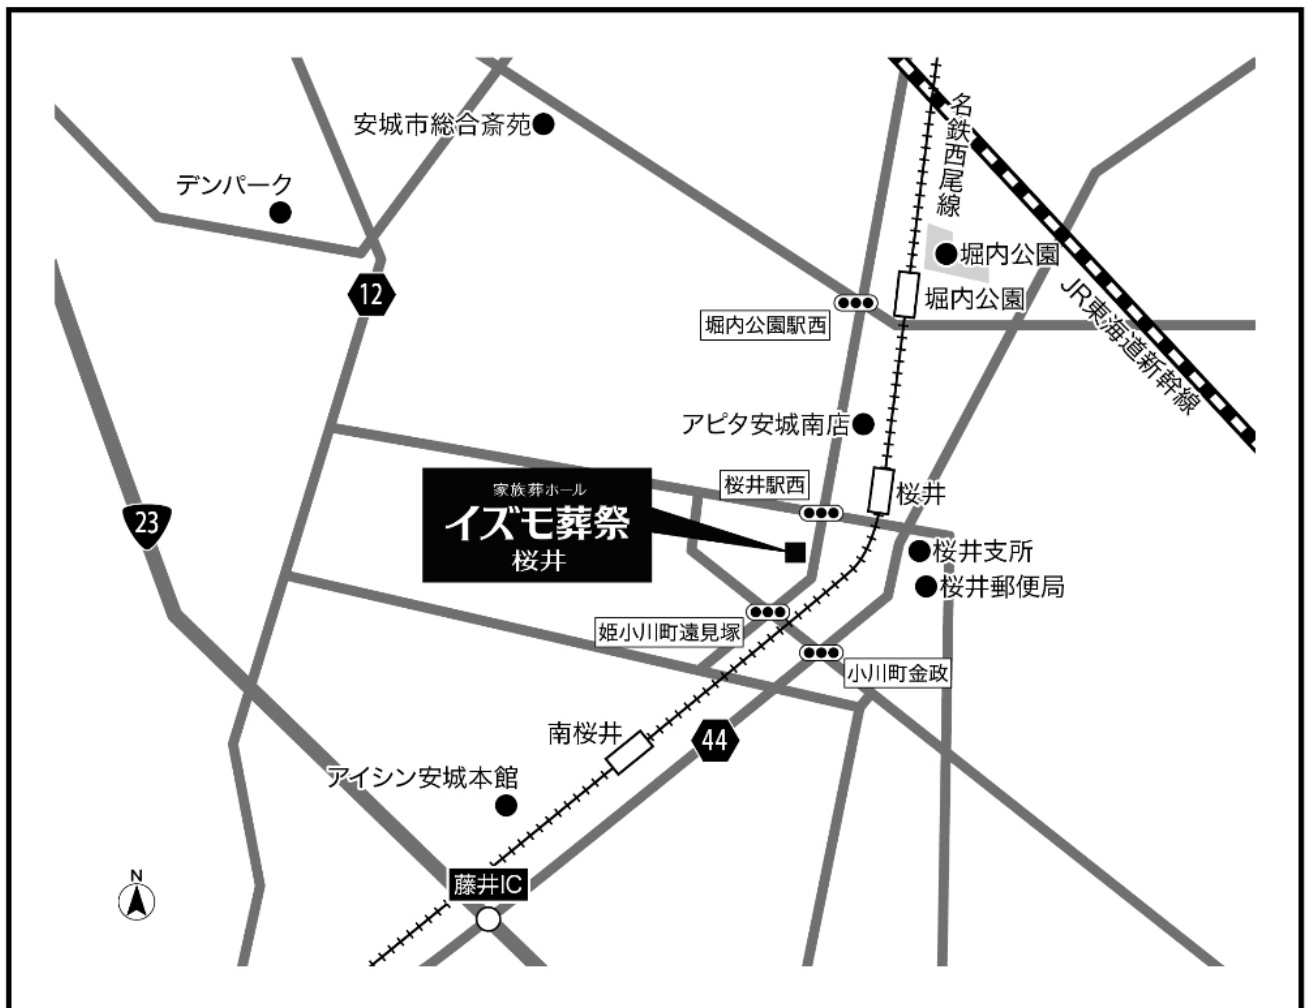 名鉄西尾線
安城市総合斎苑
デンパーク
堀内公園
12
堀内公園
堀内公園駅西
JR東海道新幹線
アピタ安城南店
桜井駅西
桜井
家族葬ホール
イズモ葬祭
桜井
23
桜井支所
桜井郵便局
姫小川町遠見塚
小川町金政
南桜井
44
アイシン安城本館
藤井IC
N